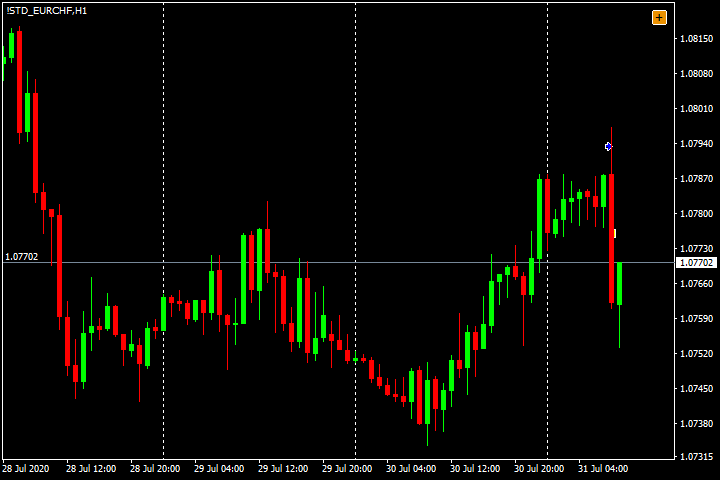 !STD_EURCHF,H1
1.08150
1.08080
1.08010
1.07940
1.07870
1.07800
1.07730
1.07702
1.07702
1.07660
1.07590
1.07520
1.07450
1.07380
1.07315
28 Jul 2020
28 Jul 12:00
28 Jul 20:00
29 Jul 04:00
29 Jul 12:00
29 Jul 20:00
30 Jul 04:00
30 Jul 12:00
30 Jul 20:00
31 Jul 04:00